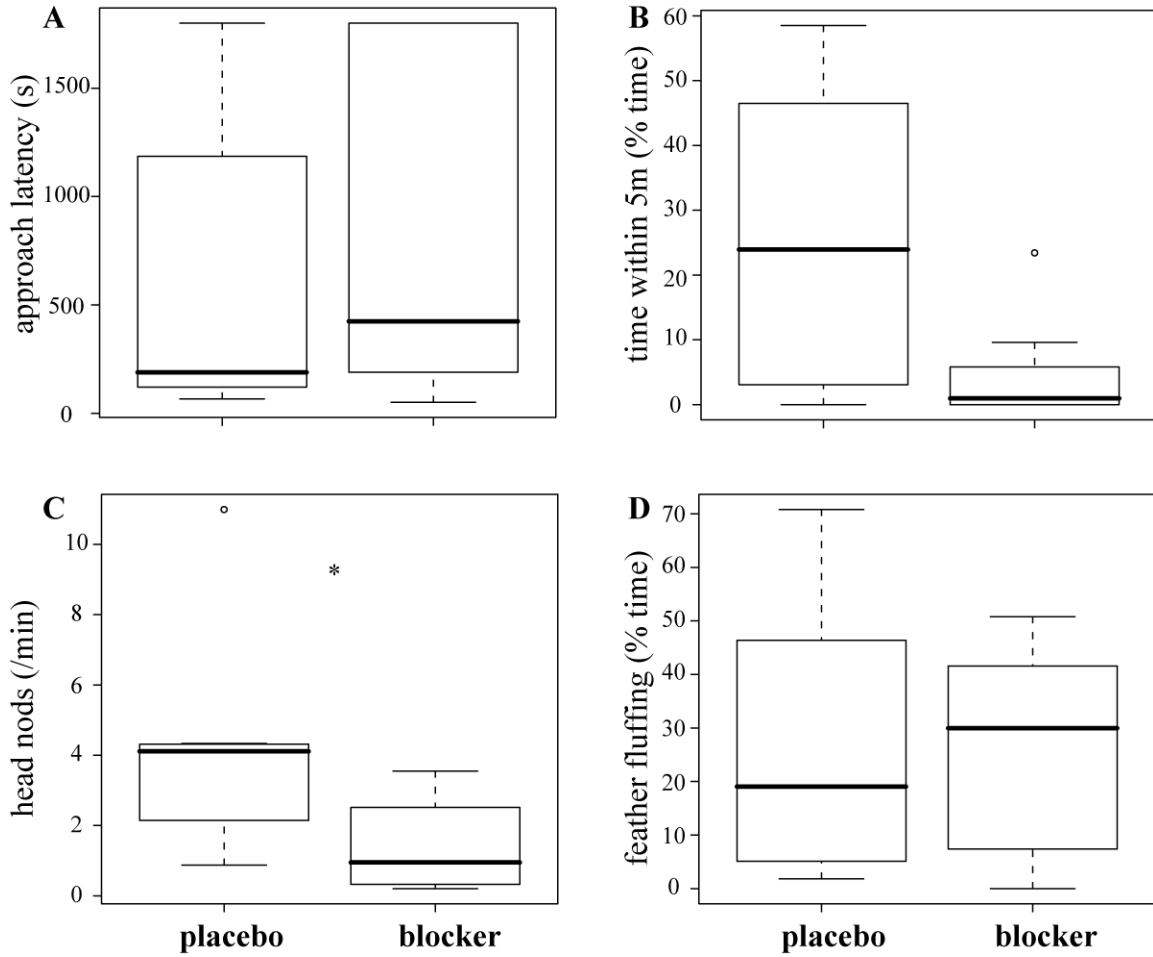 A
approach latency (s)
1500
1000
500
0
B
time within 5m (% time)
60
50
40
30
20
10
0
C
head nods (/min)
10
8
6
4
2
0
*
placebo
blocker
D
feather fluffing (% time)
70
60
50
40
30
20
10
0
placebo
blocker